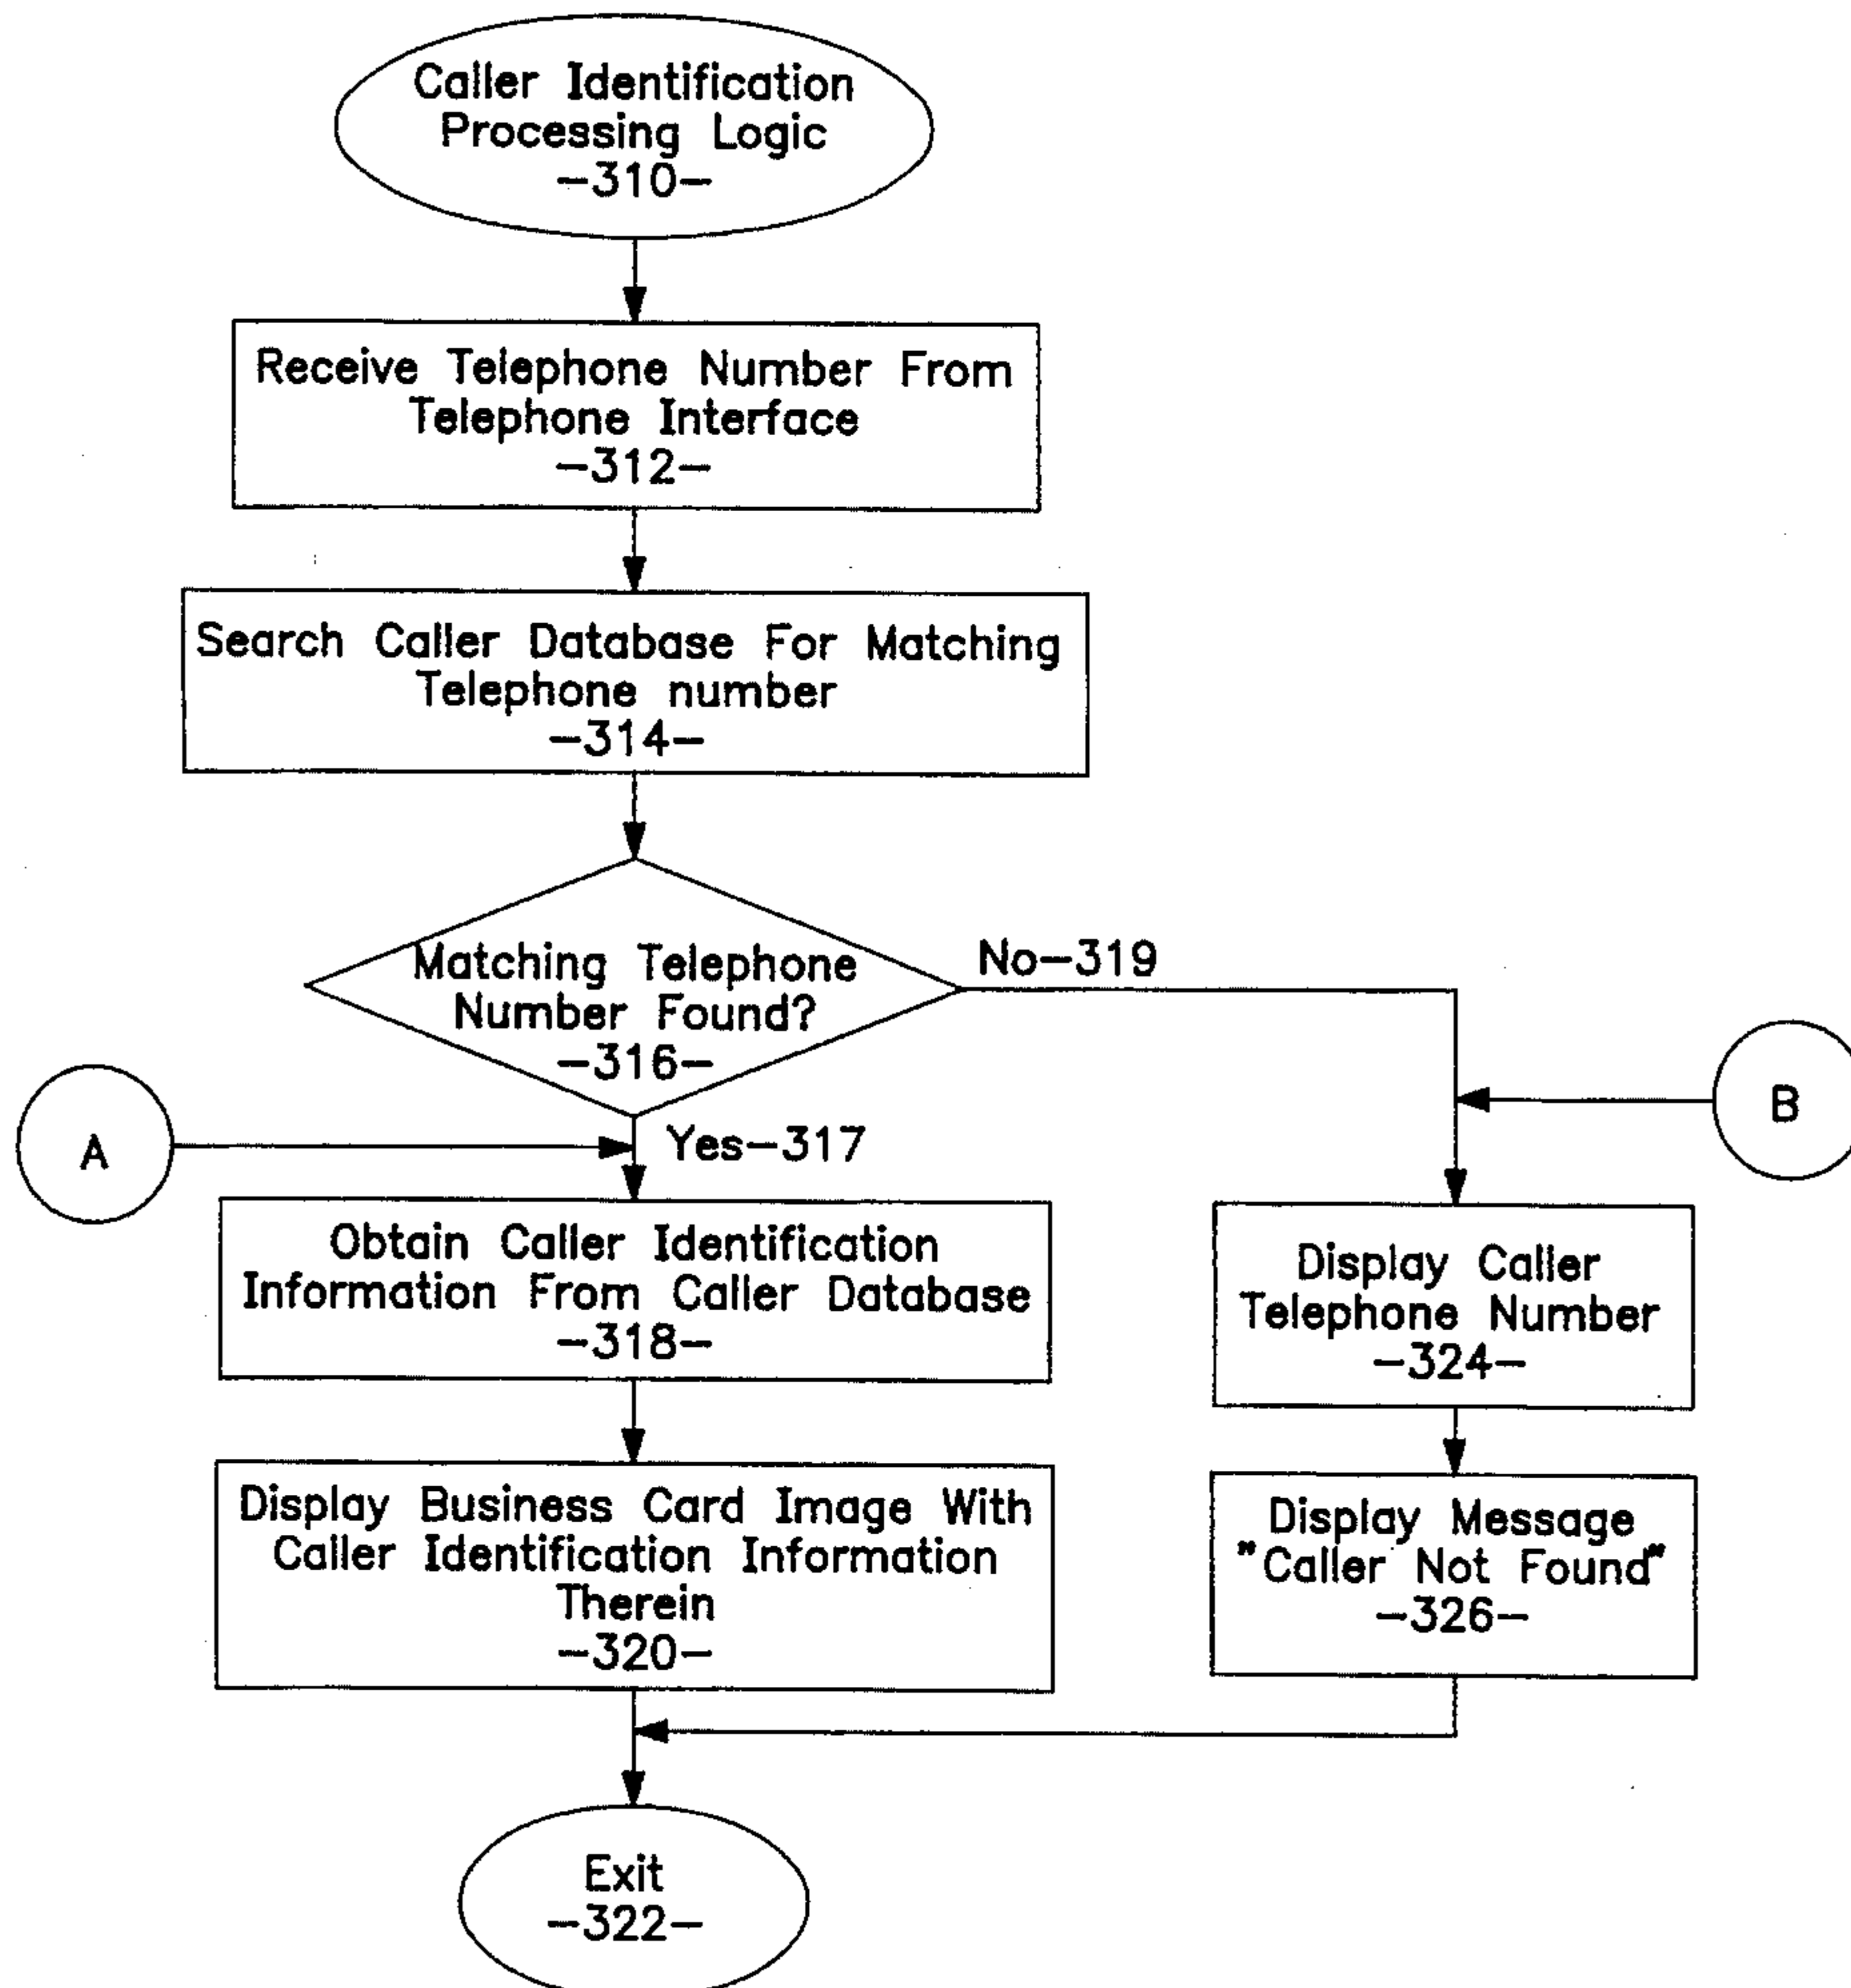 Caller Identification
Processing Logic
-310-
Receive Telephone Number From
Telephone Interface
-312-
Search Caller Database For Matching
Telephone number
-314-
Matching Telephone
Number Found?
-316-
No-319
B
A
Yes-317
Obtain Caller Identification
Information From Caller Database
-318-
Display Caller
Telephone Number
-324-
Display Business Card Image With
Caller Identification Information
Therein
-320-
Display Message
"Caller Not Found"
-326-
Exit
-322-